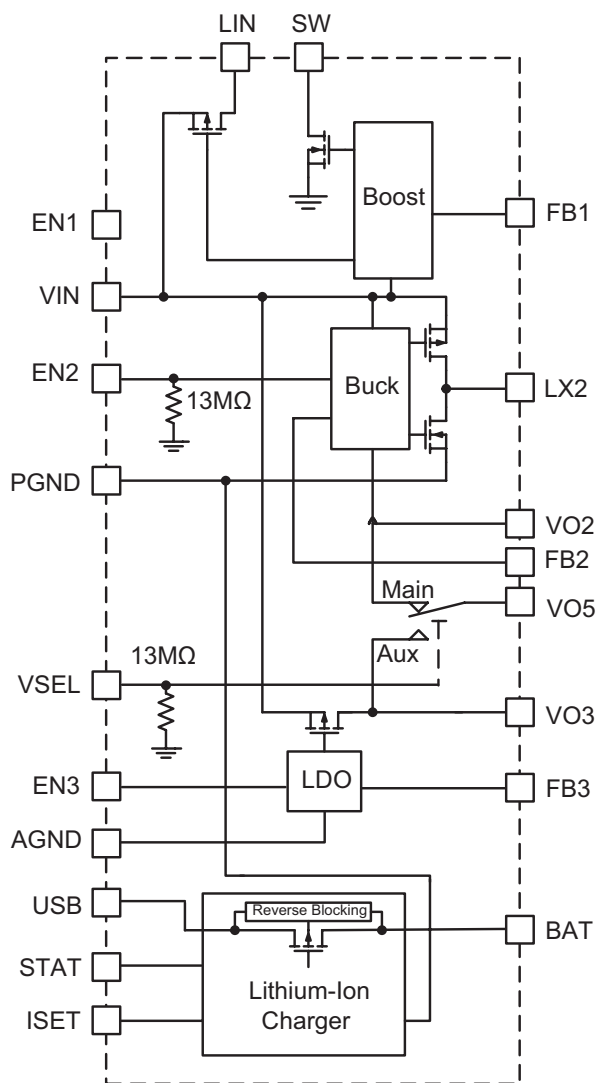 LIN
SW
Boost
EN1
FB1
VIN
EN2
13MΩ
Buck
LX2
PGND
VO2
FB2
Main
VO5
13MΩ
Aux
VSEL
VO3
LDO
EN3
FB3
AGND
USB
Reverse Blocking
BAT
STAT
Lithium-Ion
Charger
ISET